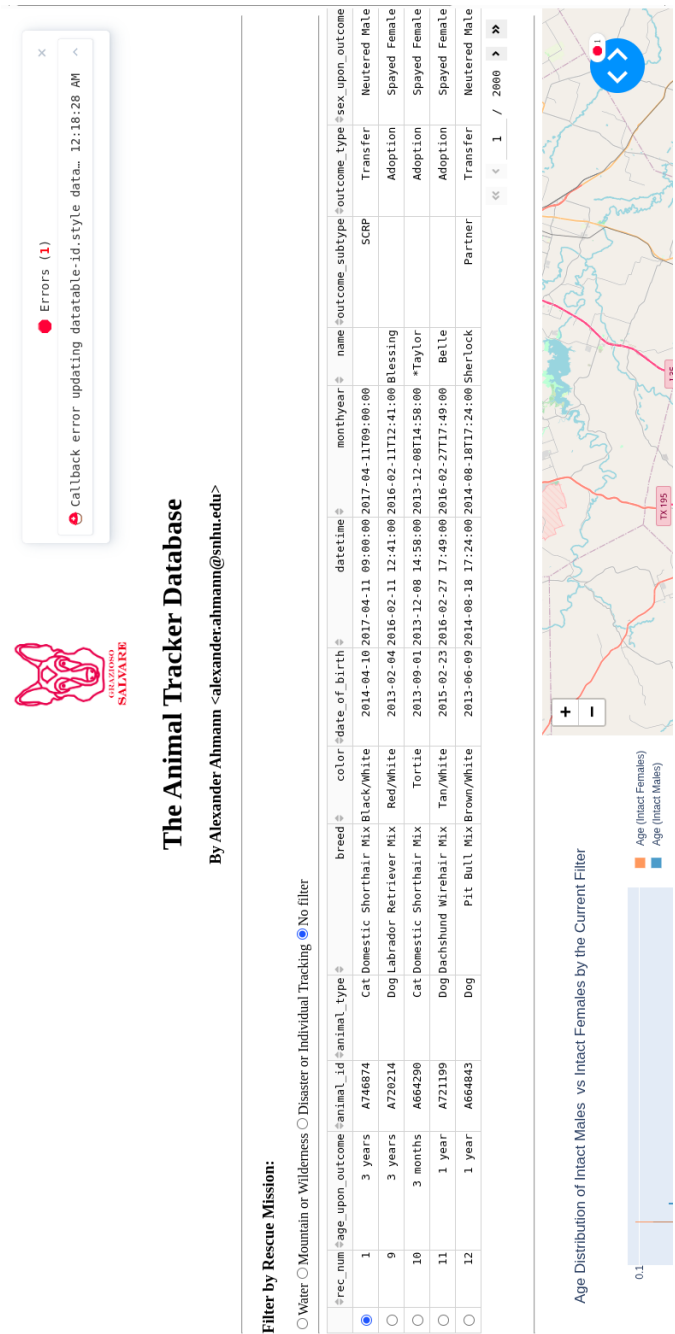 Errors (1)
Callback error updating datatable-id.style data… 12:18:28 AM
GRAZIOSO
SALVARE
The Animal Tracker Database
By Alexander Ahmann <alexander.ahmann@snhu.edu>
Filter by Rescue Mission:
Water Mountain or Wilderness Disaster or Individual Tracking No filter
rec_num age_upon_outcome animal_id animal_type breed color date_of_birth datetime monthyear name outcome_subtype outcome_type sex_upon_outcome
1 3 years A746874 Cat Domestic Shorthair Mix Black/White 2014-04-10 2017-04-11 09:00:00 2017-04-11T09:00:00 SCRP Transfer Neutered Male
9 3 years A720214 Dog Labrador Retriever Mix Red/White 2013-02-04 2016-02-11 12:41:00 2016-02-11T12:41:00 Blessing Adoption Spayed Female
10 3 months A664290 Cat Domestic Shorthair Mix Tortie 2013-09-01 2013-12-08 14:58:00 2013-12-08T14:58:00 *Taylor Adoption Spayed Female
11 1 year A721199 Dog Dachshund Wirehair Mix Tan/White 2015-02-23 2016-02-27 17:49:00 2016-02-27T17:49:00 Belle Adoption Spayed Female
12 1 year A664843 Dog Pit Bull Mix Brown/White 2013-06-09 2014-08-18 17:24:00 2014-08-18T17:24:00 Sherlock Partner Transfer Neutered Male
« ‹ 1 / 2000 › »
Age Distribution of Intact Males vs Intact Females by the Current Filter
Age (Intact Females)
Age (Intact Males)
0.1
+
−
TX 195
1